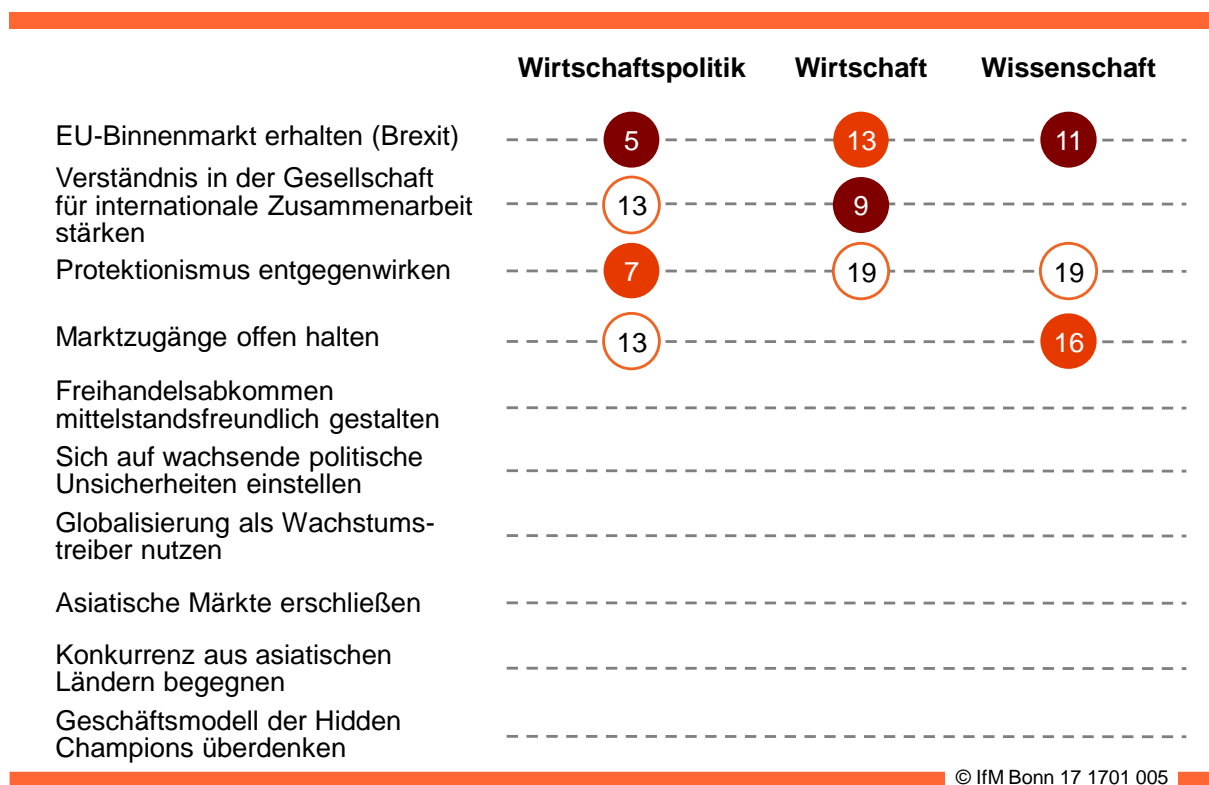 Wirtschaftspolitik Wirtschaft Wissenschaft
EU-Binnenmarkt erhalten (Brexit) 5 13 11
Verständnis in der Gesellschaft
für internationale Zusammenarbeit 13 9
stärken
Protektionismus entgegenwirken 7 19 19
Marktzugänge offen halten 13 16
Freihandelsabkommen
mittelstandsfreundlich gestalten
Sich auf wachsende politische
Unsicherheiten einstellen
Globalisierung als Wachstums-
treiber nutzen
Asiatische Märkte erschließen
Konkurrenz aus asiatischen
Ländern begegnen
Geschäftsmodell der Hidden
Champions überdenken
© IfM Bonn 17 1701 005